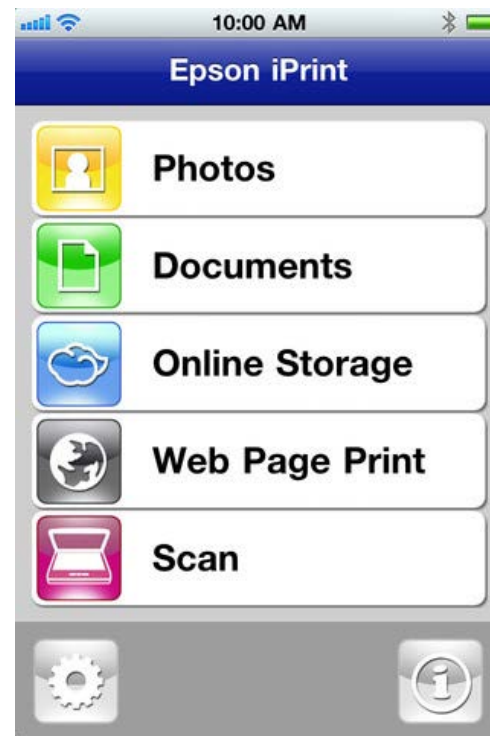 10:00 AM
Epson iPrint
Photos
Documents
Online Storage
Web Page Print
Scan
i